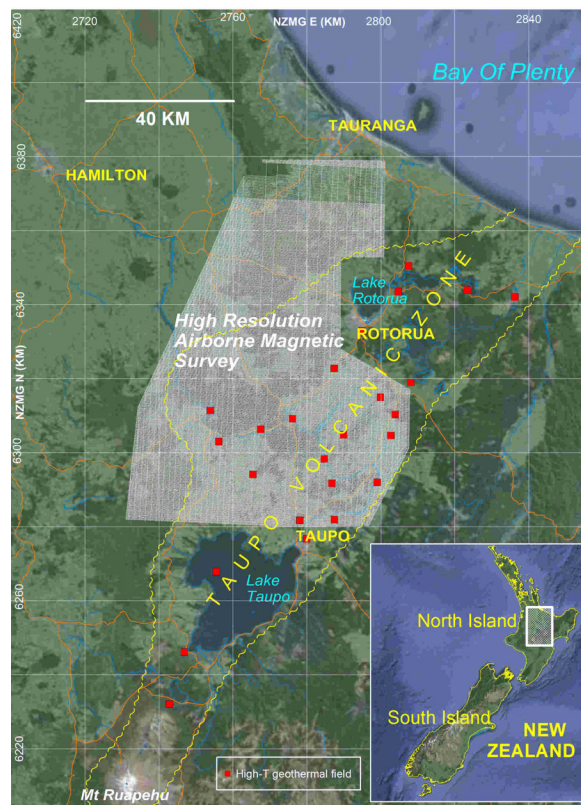 2720
2760
NZMG E (KM)
2800
2840
6420
Bay Of Plenty
40 KM
TAURANGA
6380
HAMILTON
Lake
Rotorua
6340
ROTORUA
High Resolution
Airborne Magnetic
Survey
NZMG N (KM)
TAUPO VOLCANIC ZONE
6300
TAUPO
Lake
Taupo
6260
North Island
South Island
NEW
ZEALAND
6220
High-T geothermal field
Mt Ruapehu